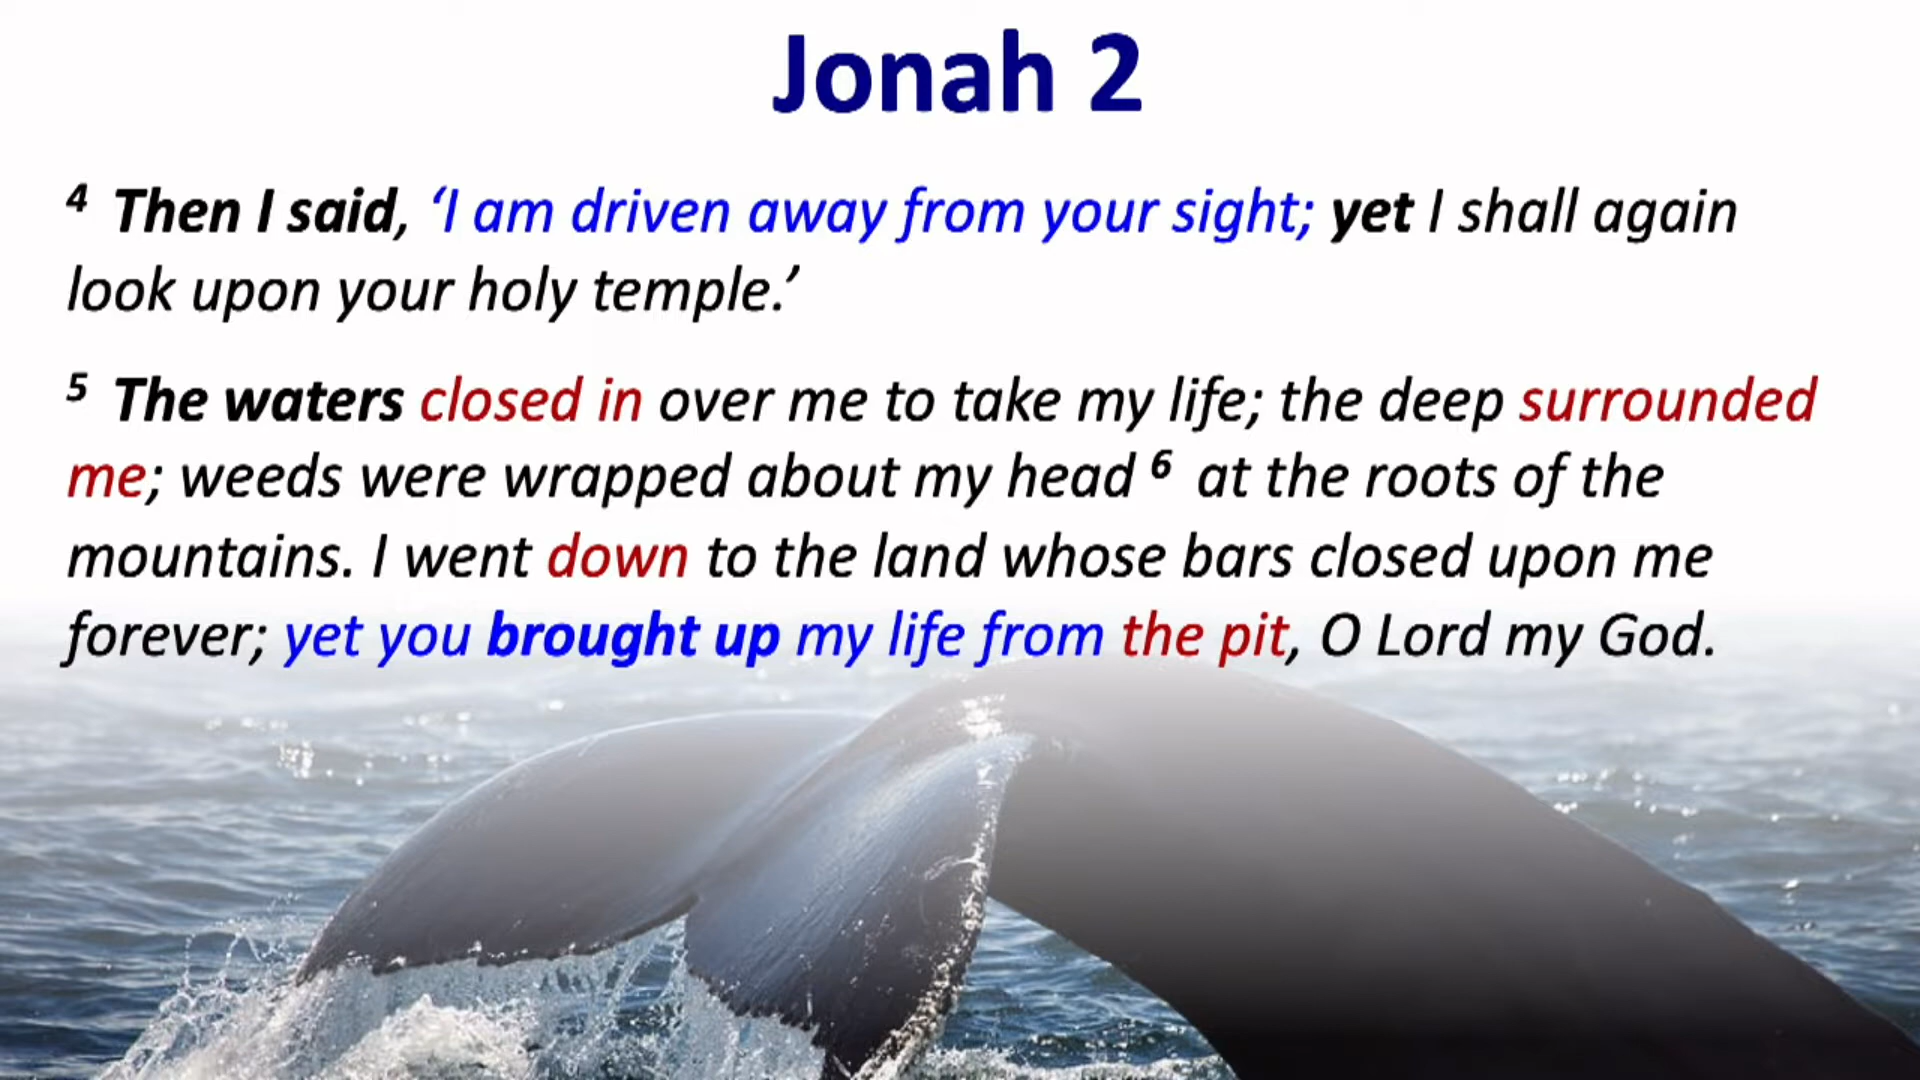 Jonah 2
4 Then I said, ‘I am driven away from your sight; yet I shall again
look upon your holy temple.’
5 The waters closed in over me to take my life; the deep surrounded
me; weeds were wrapped about my head 6 at the roots of the
mountains. I went down to the land whose bars closed upon me
forever; yet you brought up my life from the pit, O Lord my God.